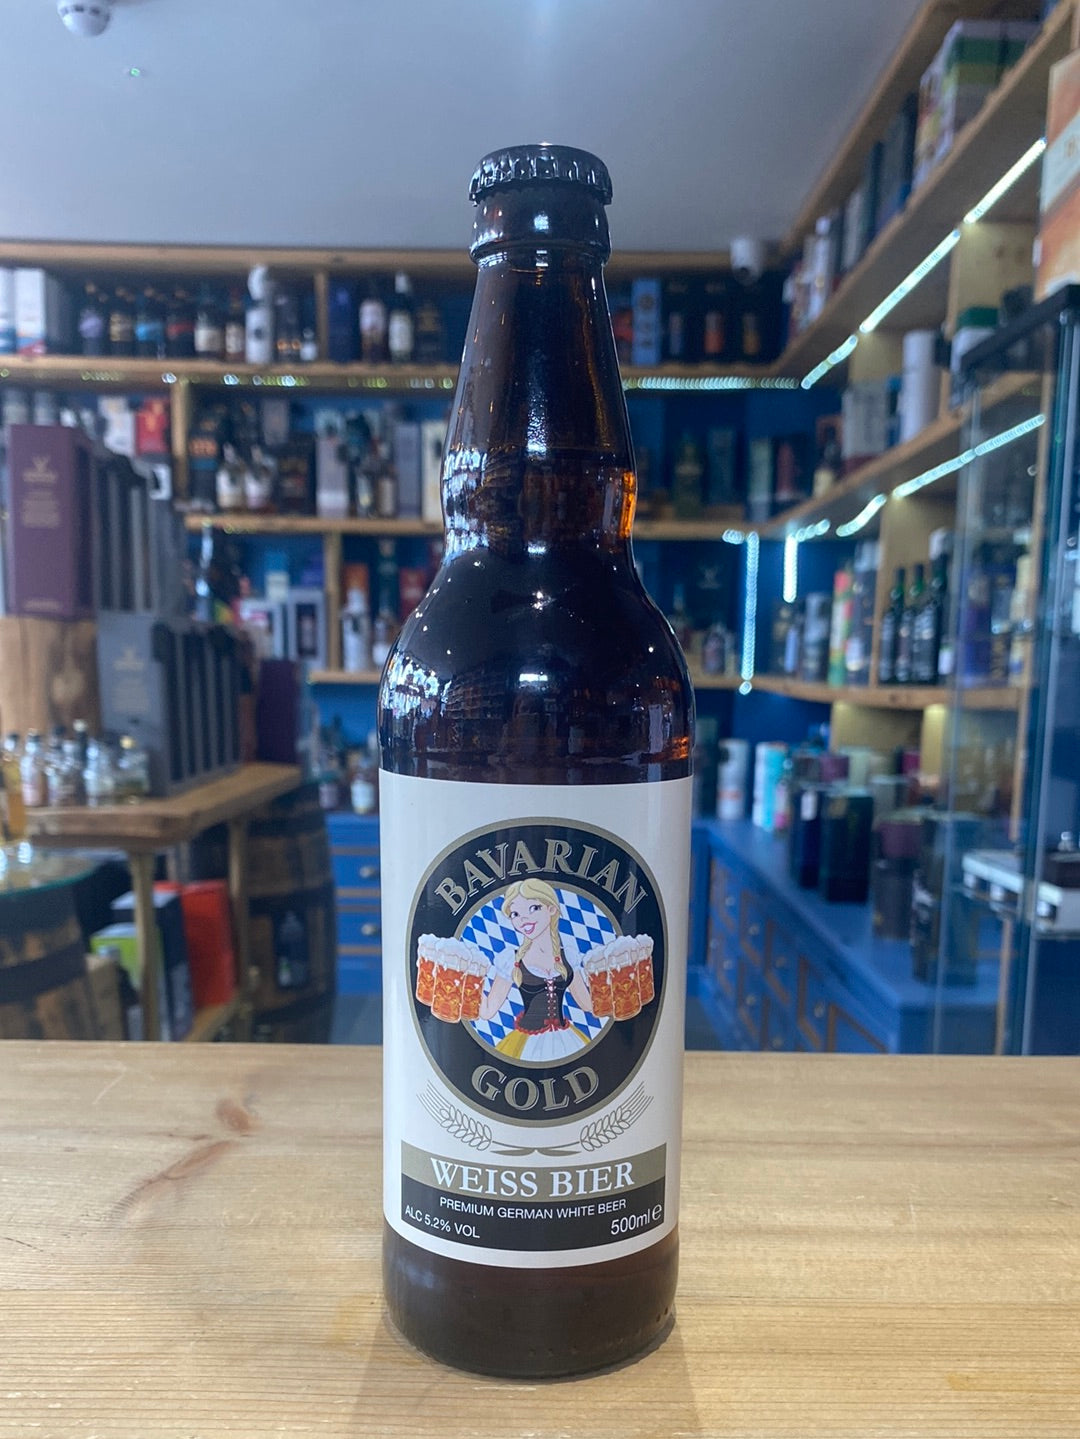 BAVARIAN
GOLD
WEISS BIER
PREMIUM GERMAN WHITE BEER
ALC 5.2% VOL
500ml ℮